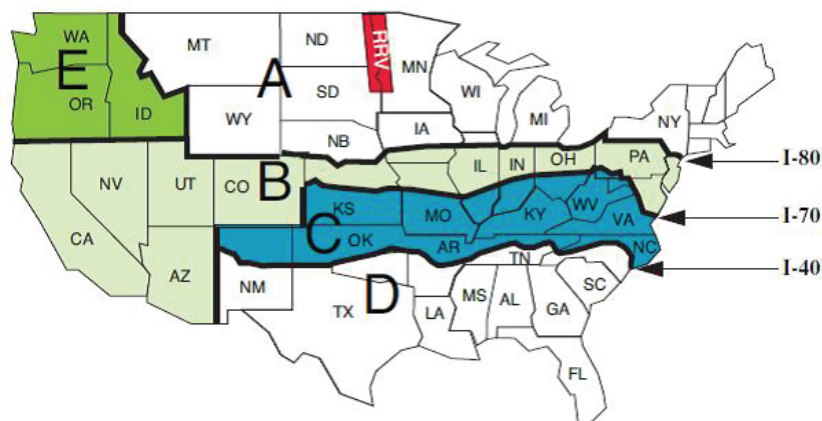 WA
MT
ND
RRV
MN
E
A
OR
ID
SD
WI
WY
MI
NY
IA
NB
I-80
IL
IN
OH
PA
NV
UT
CO
B
KS
MO
KY
WV
VA
I-70
CA
C
OK
AR
NC
TN
I-40
AZ
NM
D
SC
TX
MS
AL
GA
LA
FL